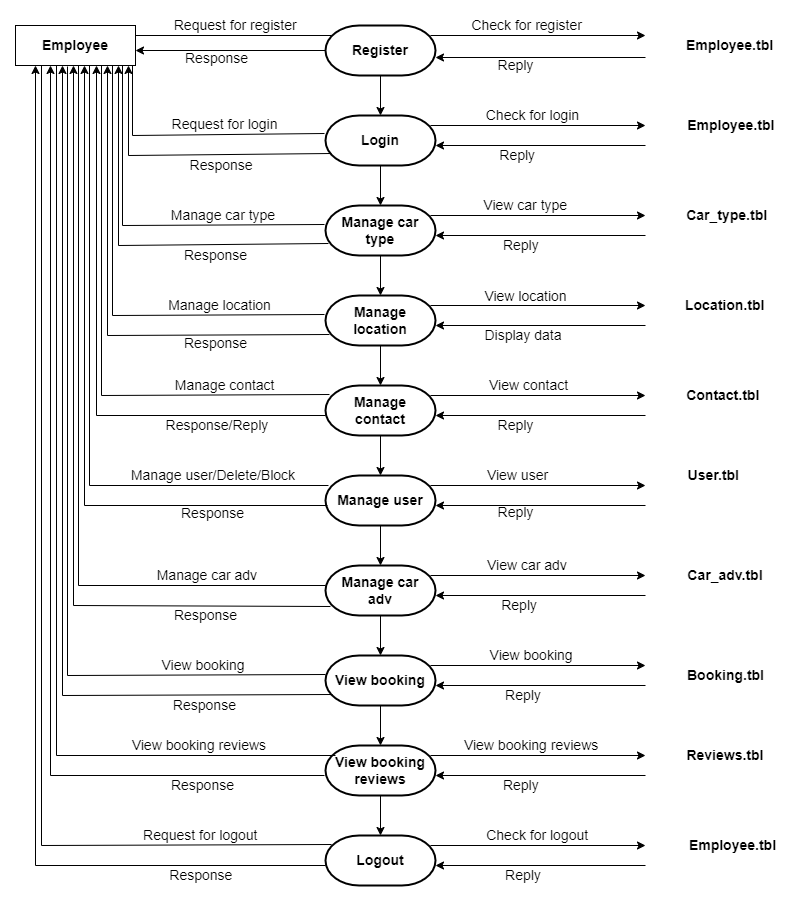 Request for register
Check for register
Employee
Register
Employee.tbl
Response
Reply
Request for login
Check for login
Login
Employee.tbl
Response
Reply
Manage car type
View car type
Manage car
type
Car_type.tbl
Response
Reply
Manage location
View location
Manage
location
Location.tbl
Response
Display data
Manage contact
View contact
Manage
contact
Contact.tbl
Response/Reply
Reply
Manage user/Delete/Block
View user
User.tbl
Manage user
Response
Reply
Manage car adv
View car adv
Manage car
adv
Car_adv.tbl
Response
Reply
View booking
View booking
View booking
Booking.tbl
Response
Reply
View booking reviews
View booking reviews
View booking
reviews
Reviews.tbl
Response
Reply
Request for logout
Check for logout
Logout
Employee.tbl
Response
Reply